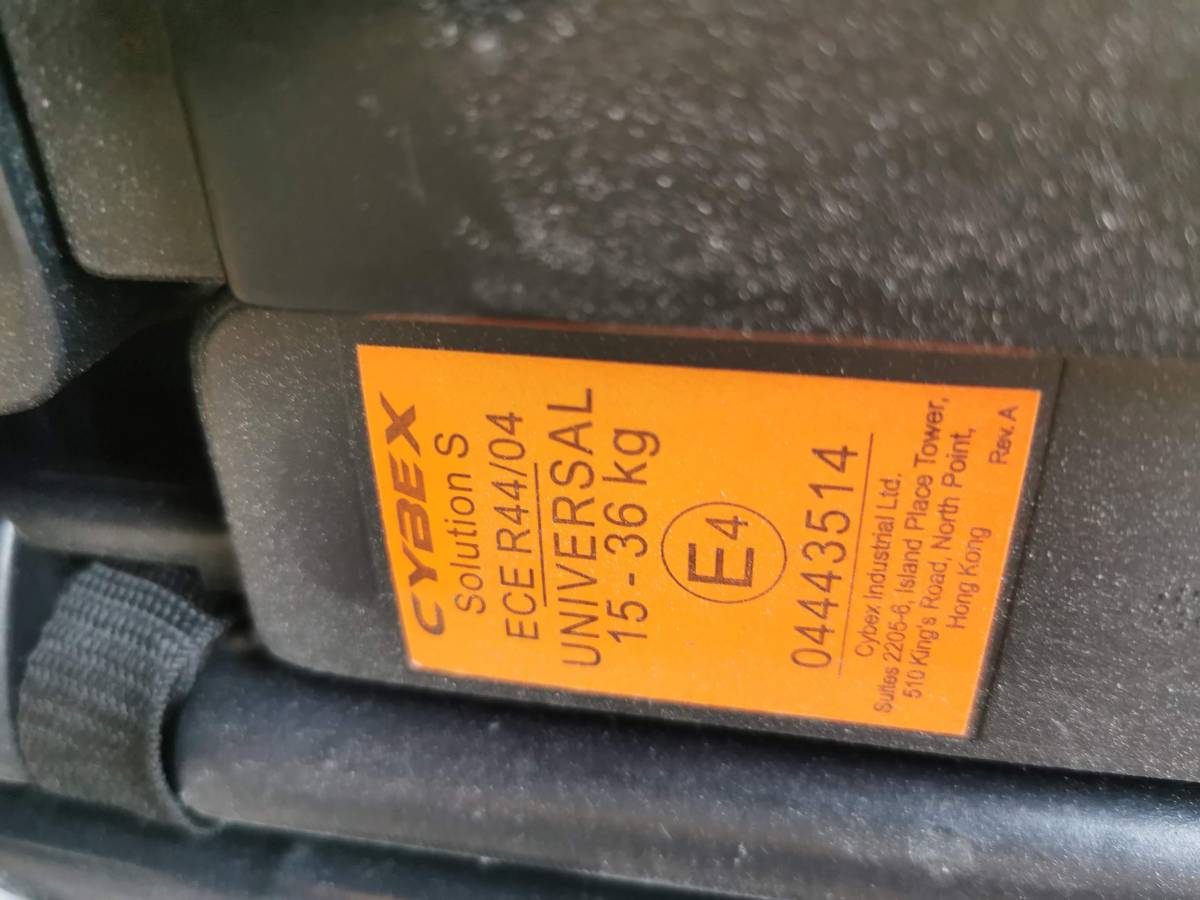 CYBEX
Solution S
ECE R44/04
UNIVERSAL
15 - 36 kg
E4
0443514
Cybex Industrial Ltd.
Suites 2205-6, Island Place Tower,
510 King's Road, North Point,
Hong Kong
Rev. A